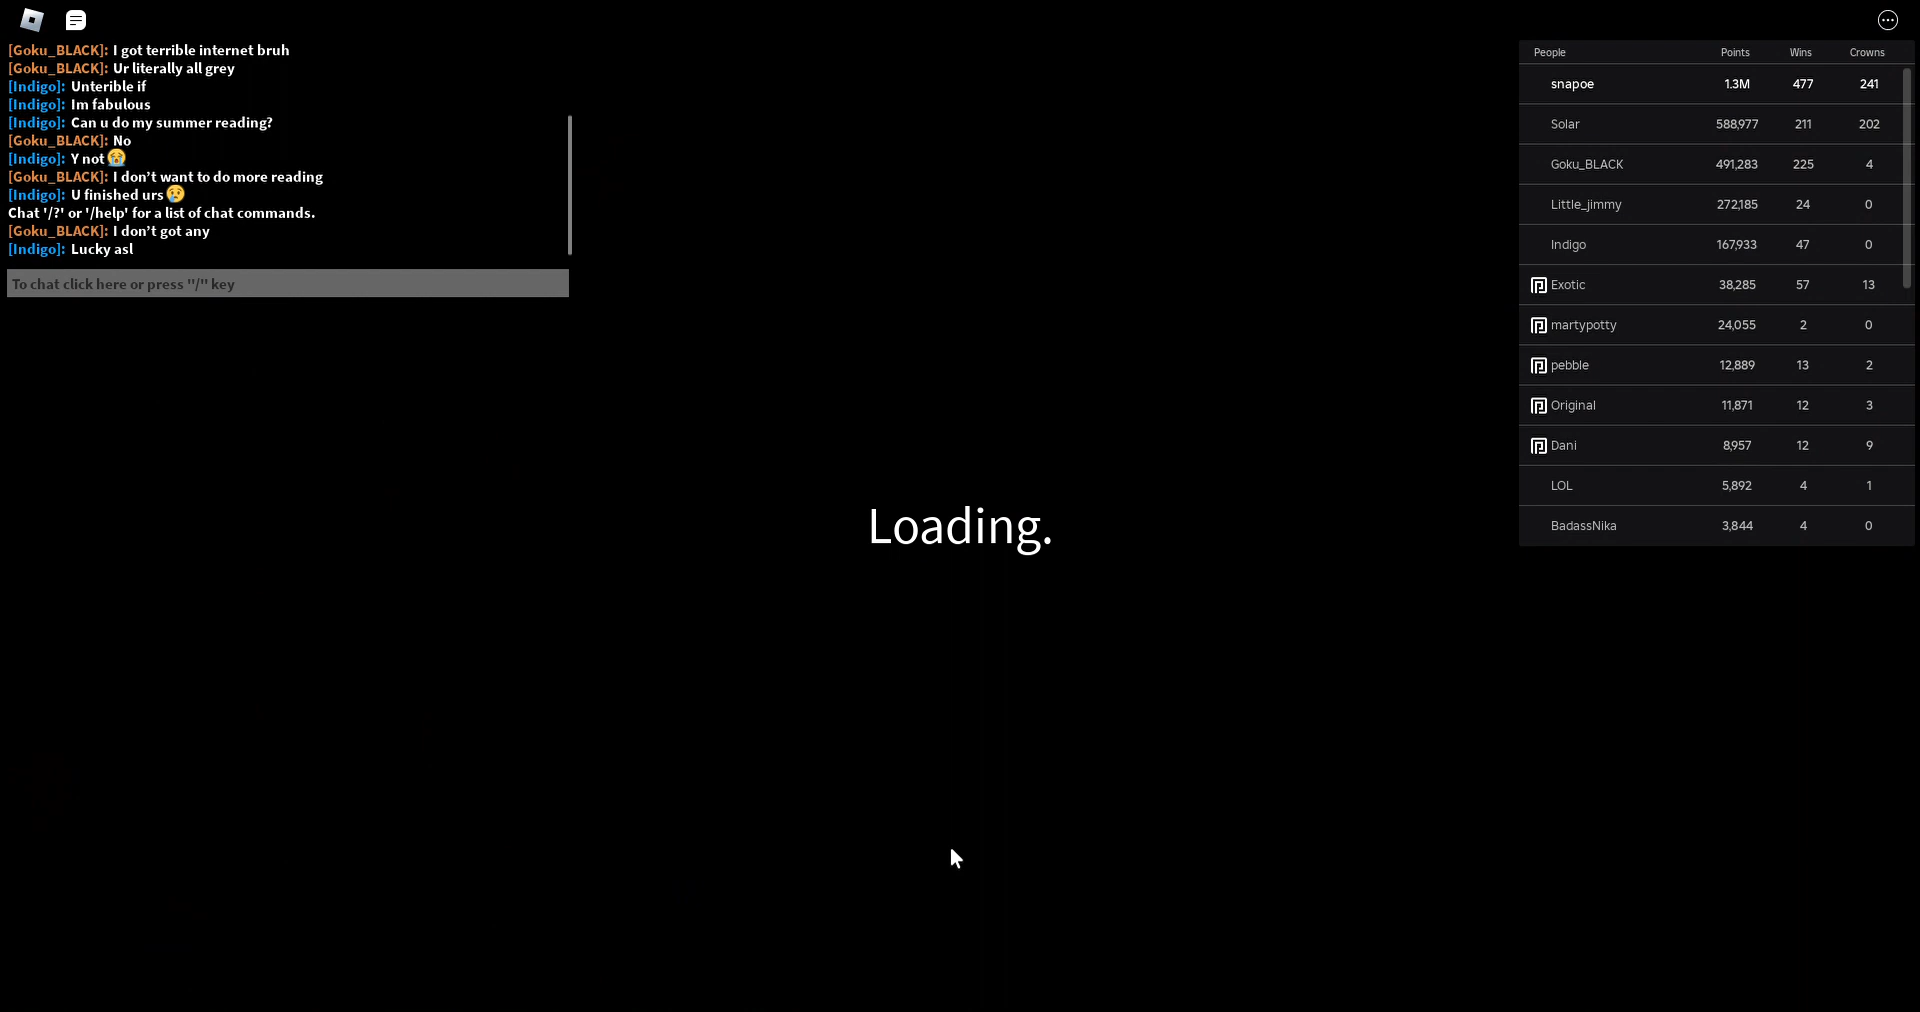 [Goku_BLACK]: I got terrible internet bruh
[Goku_BLACK]: Ur literally all grey
[Indigo]: Unterible if
[Indigo]: Im fabulous
[Indigo]: Can u do my summer reading?
[Goku_BLACK]: No
[Indigo]: Y not 😭
[Goku_BLACK]: I don’t want to do more reading
[Indigo]: U finished urs 😢
Chat '/?' or '/help' for a list of chat commands.
[Goku_BLACK]: I don’t got any
[Indigo]: Lucky asl
To chat click here or press "/" key
Loading.
People Points Wins Crowns
snapoe 1.3M 477 241
Solar 588,977 211 202
Goku_BLACK 491,283 225 4
Little_jimmy 272,185 24 0
Indigo 167,933 47 0
Exotic 38,285 57 13
martypotty 24,055 2 0
pebble 12,889 13 2
Original 11,871 12 3
Dani 8,957 12 9
LOL 5,892 4 1
BadassNika 3,844 4 0